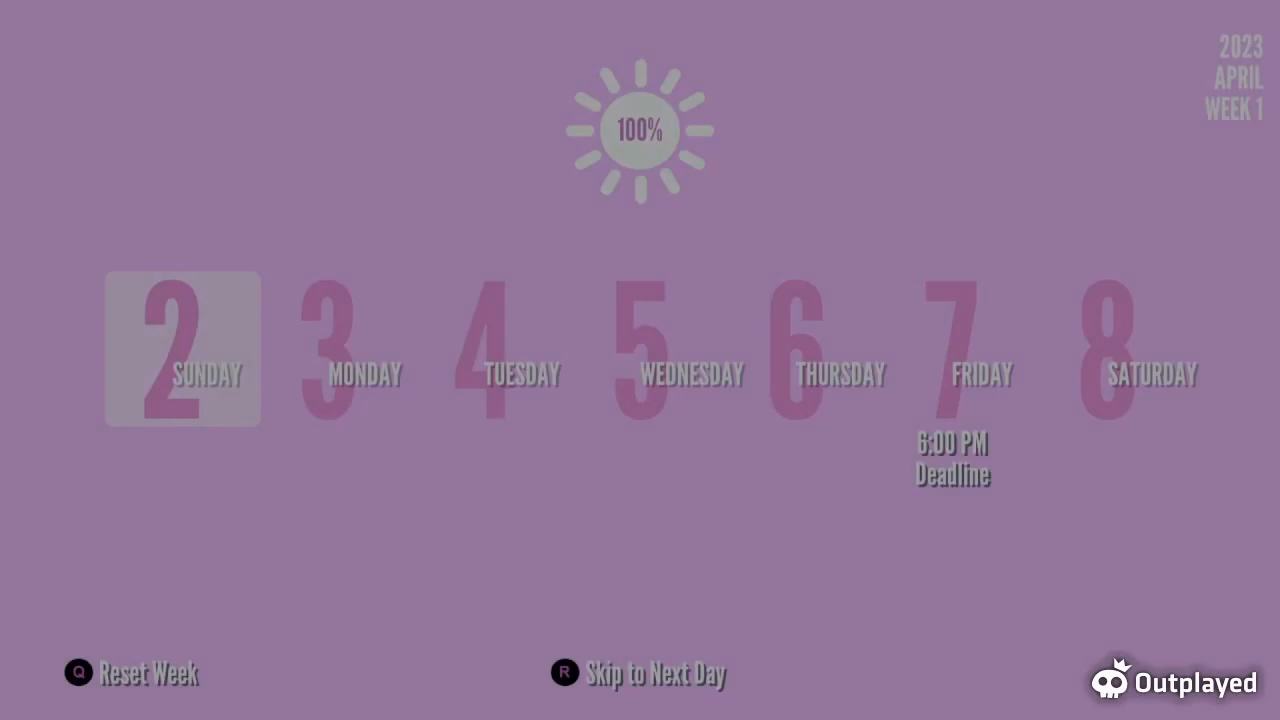 2023
APRIL
WEEK 1
100%
2 3 4 5 6 7 8
SUNDAY MONDAY TUESDAY WEDNESDAY THURSDAY FRIDAY SATURDAY
6:00 PM
Deadline
Q Reset Week
R Skip to Next Day
Outplayed